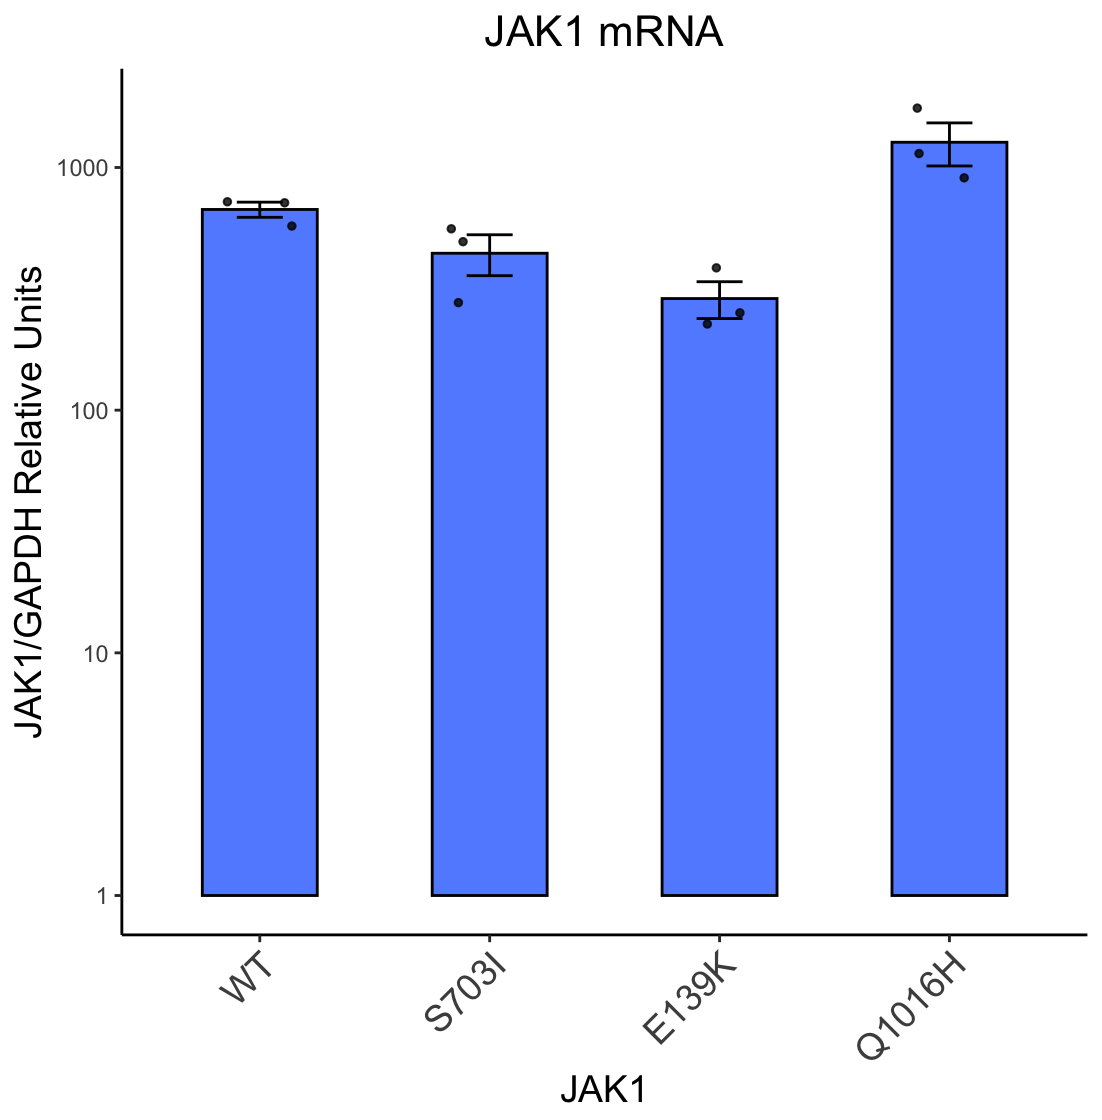 JAK1 mRNA
JAK1/GAPDH Relative Units
1000
100
10
1
WT
S703I
E139K
Q1016H
JAK1